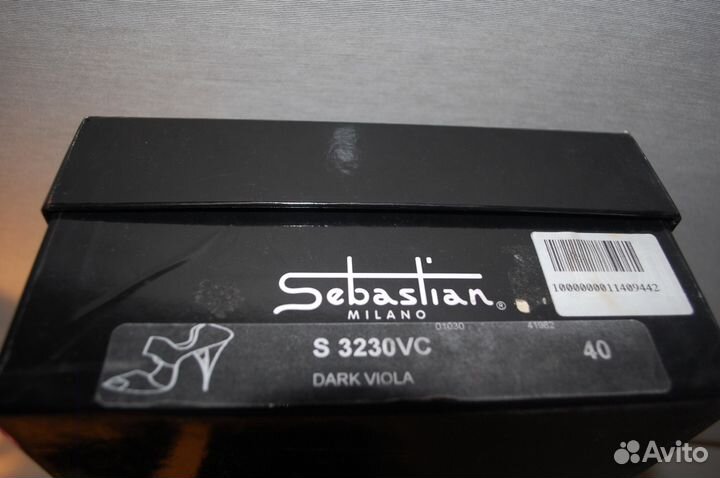 1000000011409442
Sebastian®
MILANO
01030 41982
S 3230VC 40
DARK VIOLA
Avito